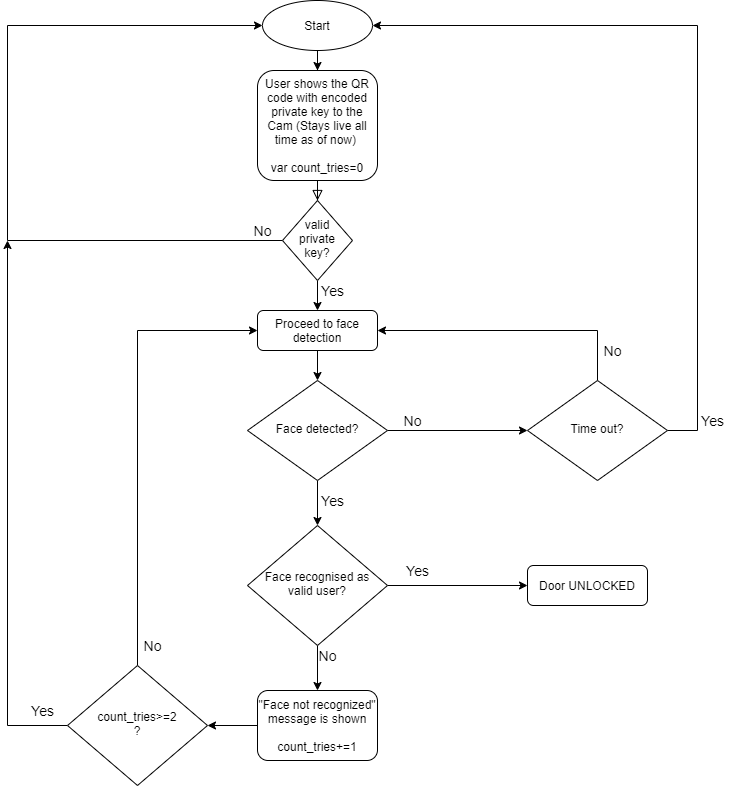 Start
User shows the QR
code with encoded
private key to the
Cam (Stays live all
time as of now)
var count_tries=0
valid
private
key?
No
Yes
Proceed to face
detection
No
Face detected?
No
Time out?
Yes
Yes
Face recognised as
valid user?
Yes
Door UNLOCKED
No
No
"Face not recognized"
message is shown
count_tries+=1
count_tries>=2
?
Yes